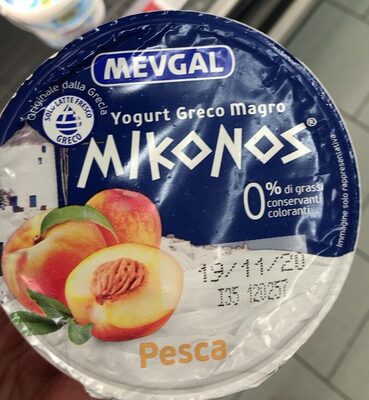 MEVGAL
Originale dalla Grecia
SOLO LATTE FRESCO
GRECO
Yogurt Greco Magro
MIKONOS®
0% di grassi
conservanti
coloranti
Immagine solo rappresentativa
19/11/20
I35 120257
Pesca